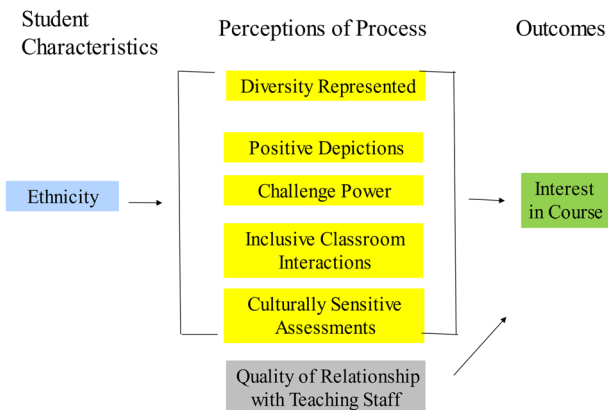 Student
Characteristics
Perceptions of Process
Outcomes
Diversity Represented
Positive Depictions
Challenge Power
Ethnicity
Interest
in Course
Inclusive Classroom
Interactions
Culturally Sensitive
Assessments
Quality of Relationship
with Teaching Staff